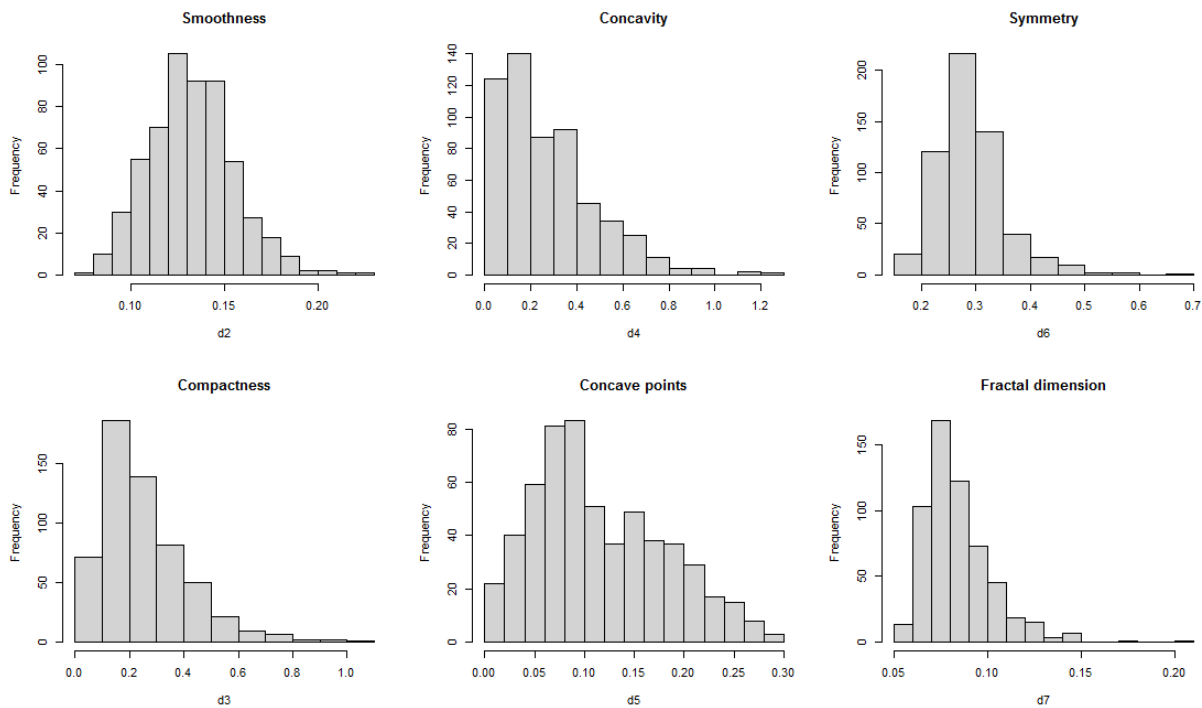 Smoothness
Frequency
0 20 40 60 80 100
0.10 0.15 0.20
d2
Concavity
Frequency
0 20 40 60 80 100 120 140
0.0 0.2 0.4 0.6 0.8 1.0 1.2
d4
Symmetry
Frequency
0 50 100 150 200
0.2 0.3 0.4 0.5 0.6 0.7
d6
Compactness
Frequency
0 50 100 150
0.0 0.2 0.4 0.6 0.8 1.0
d3
Concave points
Frequency
0 20 40 60 80
0.00 0.05 0.10 0.15 0.20 0.25 0.30
d5
Fractal dimension
Frequency
0 50 100 150
0.05 0.10 0.15 0.20
d7